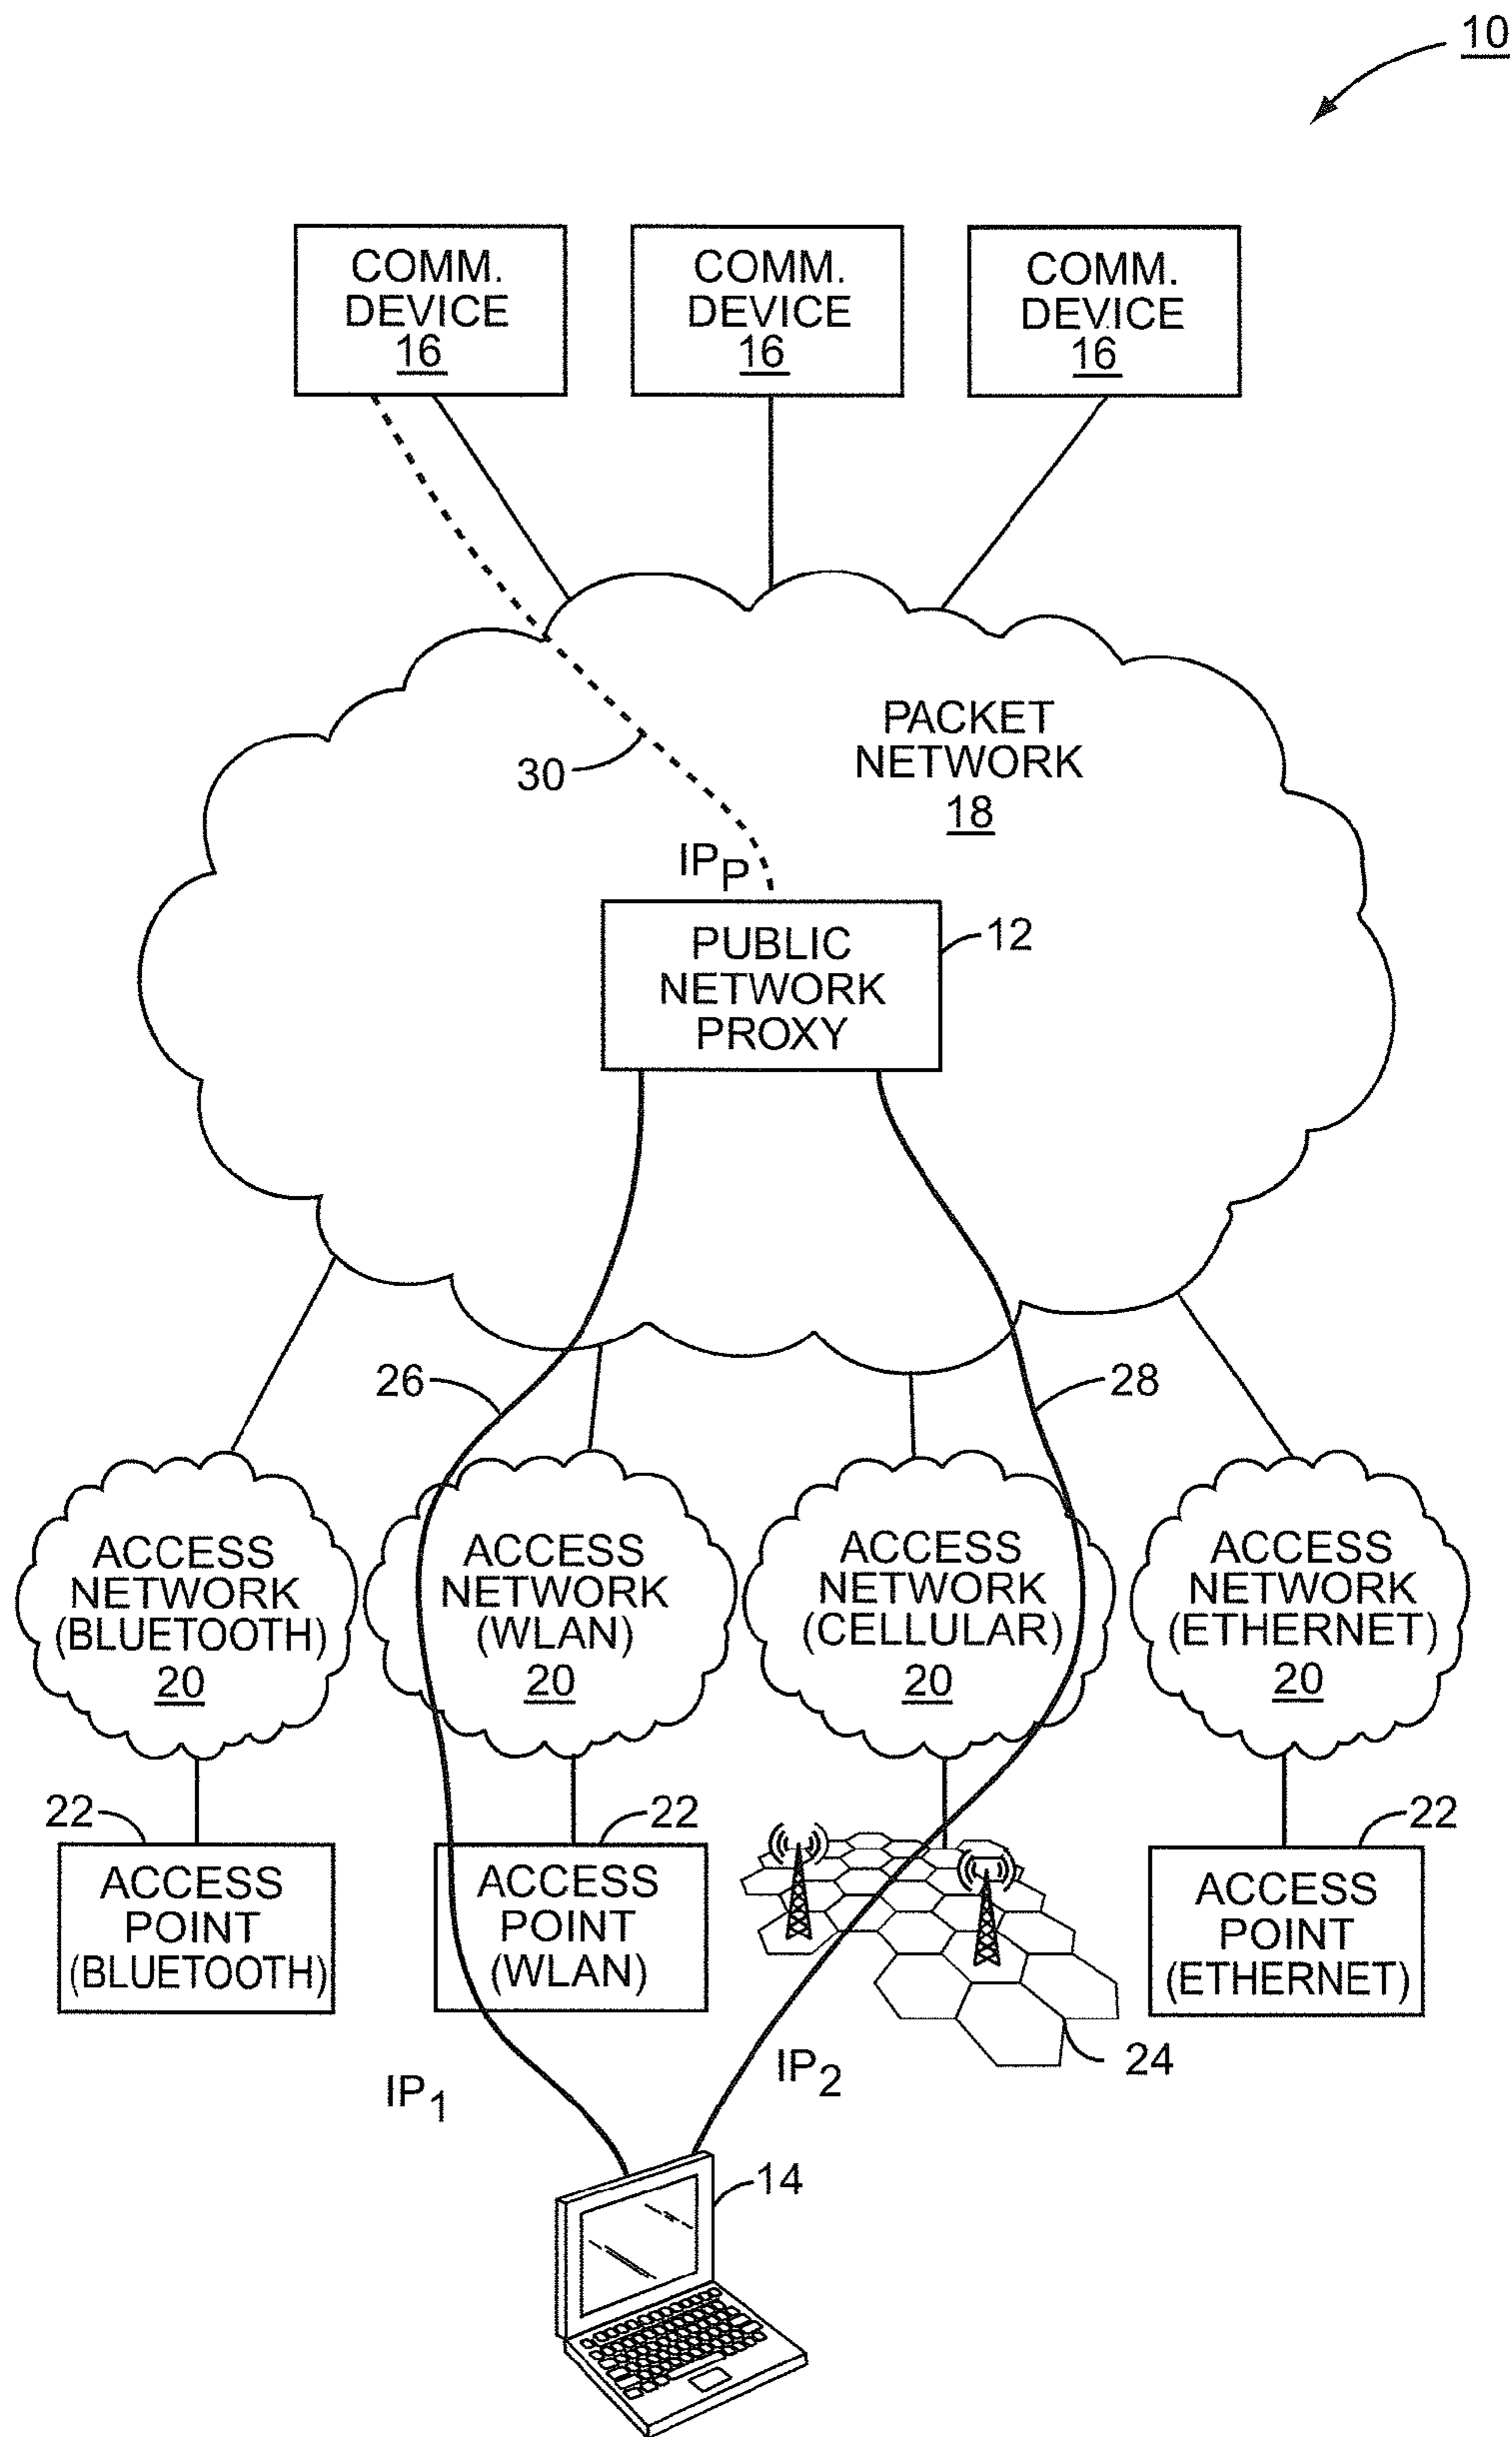 10
COMM.
DEVICE
16
COMM.
DEVICE
16
COMM.
DEVICE
16
PACKET
NETWORK
18
30
IPP
PUBLIC
NETWORK
PROXY
12
26
28
ACCESS
NETWORK
(BLUETOOTH)
20
ACCESS
NETWORK
(WLAN)
20
ACCESS
NETWORK
(CELLULAR)
20
ACCESS
NETWORK
(ETHERNET)
20
22
ACCESS
POINT
(BLUETOOTH)
22
ACCESS
POINT
(WLAN)
22
ACCESS
POINT
(ETHERNET)
24
IP1
IP2
14